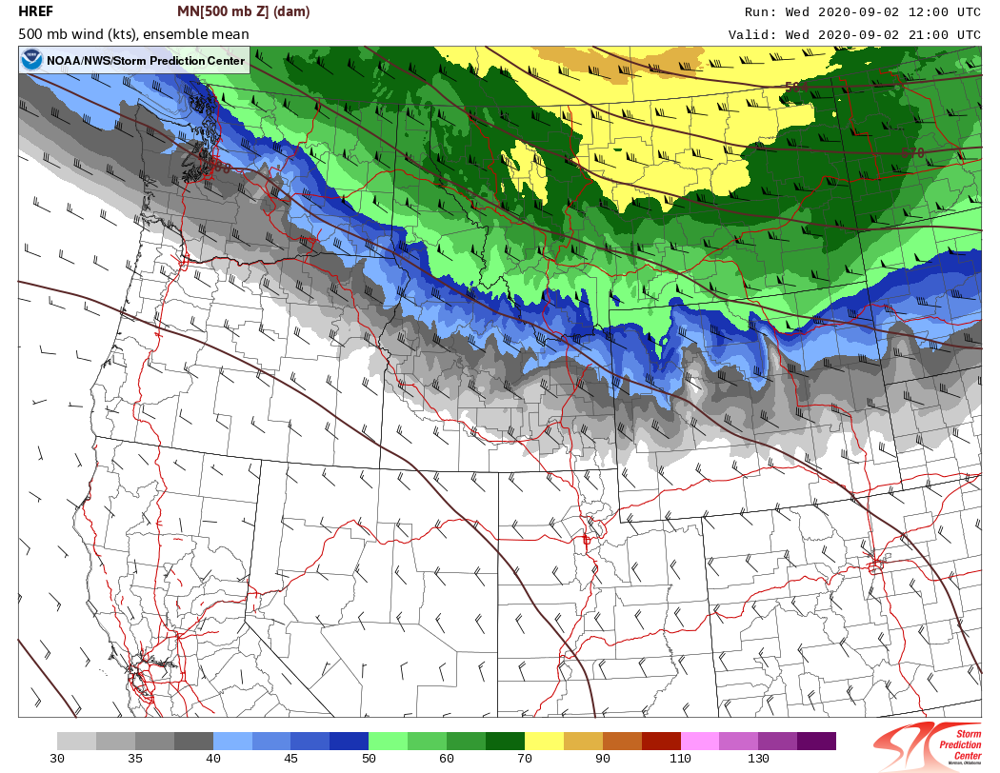 HREF MN[500 mb Z] (dam) Run: Wed 2020-09-02 12:00 UTC
500 mb wind (kts), ensemble mean Valid: Wed 2020-09-02 21:00 UTC
NOAA/NWS/Storm Prediction Center
570
30 35 40 45 50 60 70 90 110 130
Storm
Prediction
Center
Norman, Oklahoma